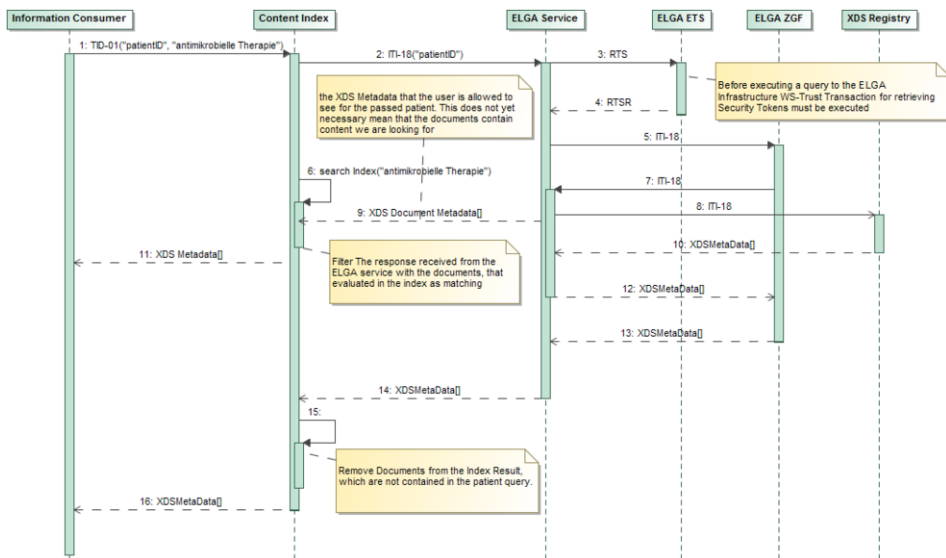 Information Consumer
Content Index
ELGA Service
ELGA ETS
ELGA ZGF
XDS Registry
1: TID-01("patientID", "antimikrobielle Therapie")
2: ITI-18("patientID")
3: RTS
Before executing a query to the ELGA
Infrastructure WS-Trust Transaction for retrieving
Security Tokens must be executed
the XDS Metadata that the user is allowed to
see for the passed patient. This does not yet
necessary mean that the documents contain
content we are looking for
4: RTSR
5: ITI-18
6: search Index("antimikrobielle Therapie")
7: ITI-18
8: ITI-18
9: XDS Document Metadata[]
10: XDSMetaData[]
11: XDS Metadata[]
Filter The response received from the
ELGA service with the documents, that
evaluated in the index as matching
12: XDSMetaData[]
13: XDSMetaData[]
14: XDSMetaData[]
15:
Remove Documents from the Index Result,
which are not contained in the patient query.
16: XDSMetaData[]